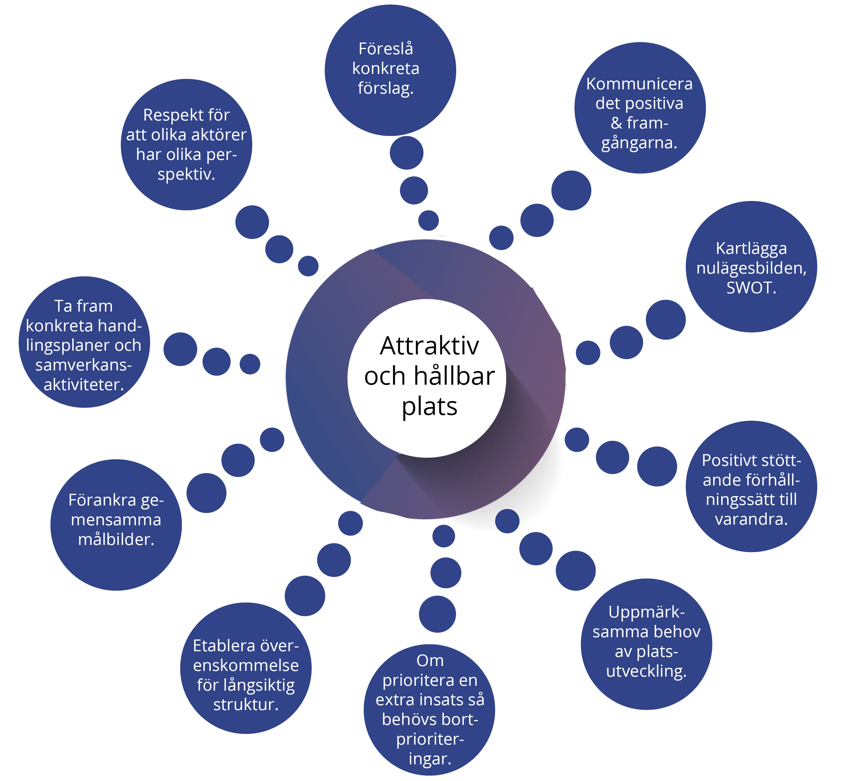 Föreslå
konkreta
förslag.
Kommunicera
det positiva
& fram-
gångarna.
Kartlägga
nulägesbilden,
SWOT.
Positivt stött-
ande förhåll-
ningssätt till
varandra.
Uppmärk-
samma behov
av plats-
utveckling.
Om
prioritera en
extra insats så
behövs bort-
prioriter-
ingar.
Etablera över-
enskommelse
för långsiktig
struktur.
Förankra ge-
mensamma
målbilder.
Ta fram
konkreta hand-
lingsplaner och
samverkans-
aktiviteter.
Respekt för
att olika aktörer
har olika per-
spektiv.
Attraktiv
och hållbar
plats